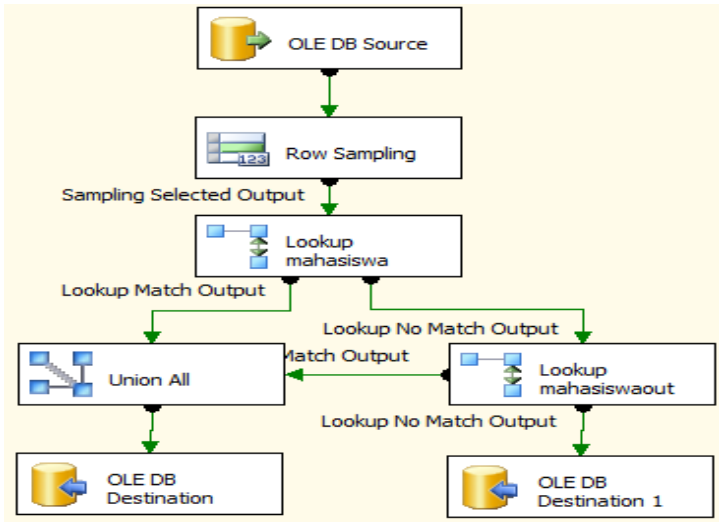 OLE DB Source
123
Row Sampling
Sampling Selected Output
Lookup
mahasiswa
Lookup Match Output
Lookup No Match Output
Match Output
Union All
Lookup
mahasiswaout
Lookup No Match Output
OLE DB
Destination
OLE DB
Destination 1